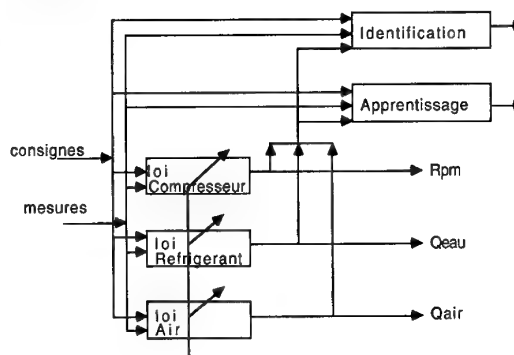 Identification
Apprentissage
consignes
loi
Compresseur
Rpm
mesures
loi
Refrigerant
Qeau
loi
Air
Qair